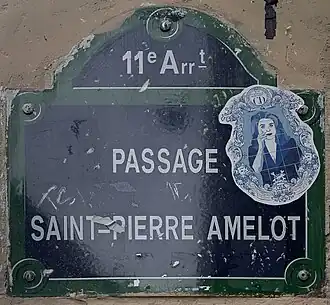 11e Arrt
PASSAGE
SAINT-PIERRE AMELOT